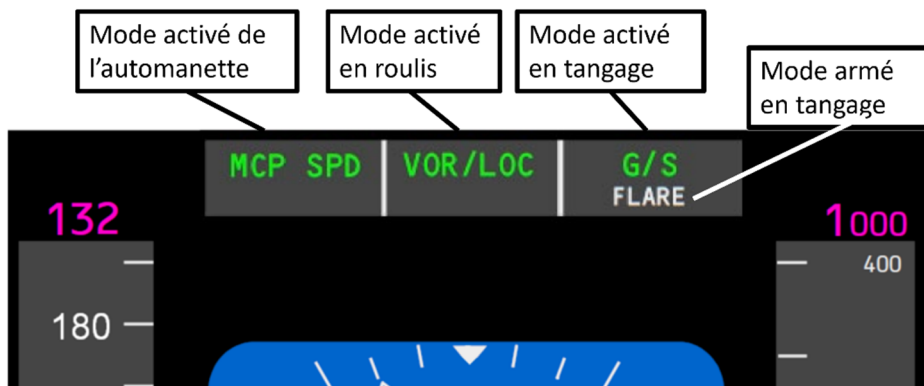 Mode activé de
l'automanette
Mode activé
en roulis
Mode activé
en tangage
Mode armé
en tangage
MCP SPD
VOR/LOC
G/S
FLARE
132
1000
400
180